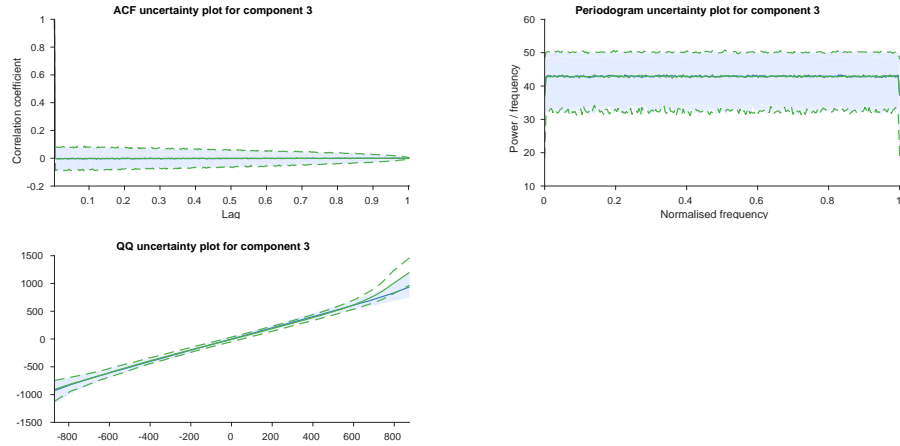 ACF uncertainty plot for component 3
1
0.8
0.6
0.4
0.2
0
-0.2
Correlation coefficient
0.1 0.2 0.3 0.4 0.5 0.6 0.7 0.8 0.9 1
Lag
Periodogram uncertainty plot for component 3
60
50
40
30
20
10
Power / frequency
0 0.2 0.4 0.6 0.8 1
Normalised frequency
QQ uncertainty plot for component 3
1500
1000
500
0
-500
-1000
-1500
-800 -600 -400 -200 0 200 400 600 800